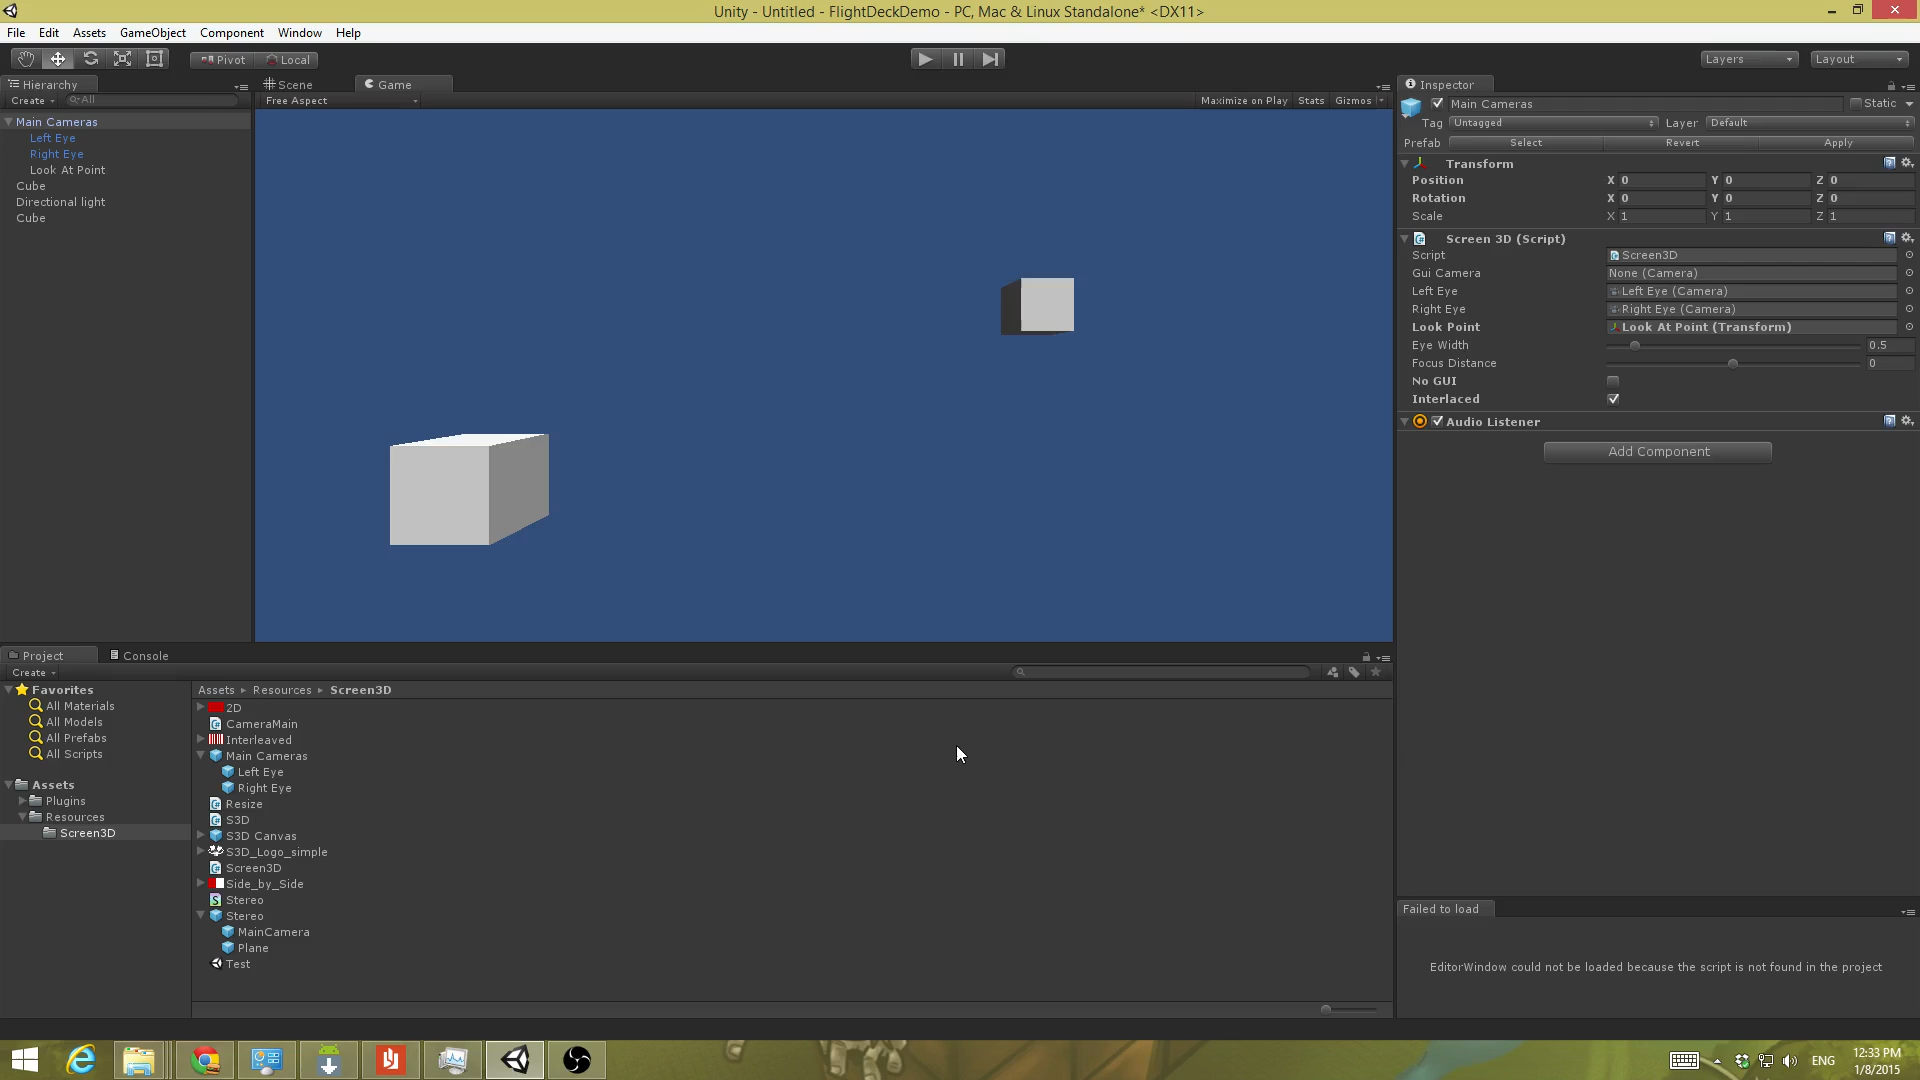 Unity - Untitled - FlightDeckDemo - PC, Mac & Linux Standalone* <DX11>
File Edit Assets GameObject Component Window Help
Pivot Local Layers Layout
Hierarchy
Create All
Main Cameras
Left Eye
Right Eye
Look At Point
Cube
Directional light
Cube
Scene Game
Free Aspect Maximize on Play Stats Gizmos
Inspector
Main Cameras Static
Tag Untagged Layer Default
Prefab Select Revert Apply
Transform
Position X 0 Y 0 Z 0
Rotation X 0 Y 0 Z 0
Scale X 1 Y 1 Z 1
Screen 3D (Script)
Script Screen3D
Gui Camera None (Camera)
Left Eye Left Eye (Camera)
Right Eye Right Eye (Camera)
Look Point Look At Point (Transform)
Eye Width 0.5
Focus Distance 0
No GUI
Interlaced
Audio Listener
Add Component
Project Console
Create
Favorites
All Materials
All Models
All Prefabs
All Scripts
Assets
Plugins
Resources
Screen3D
Assets Resources Screen3D
2D
CameraMain
Interleaved
Main Cameras
Left Eye
Right Eye
Resize
S3D
S3D Canvas
S3D_Logo_simple
Screen3D
Side_by_Side
Stereo
Stereo
MainCamera
Plane
Test
Failed to load
EditorWindow could not be loaded because the script is not found in the project
ENG
12:33 PM
1/8/2015